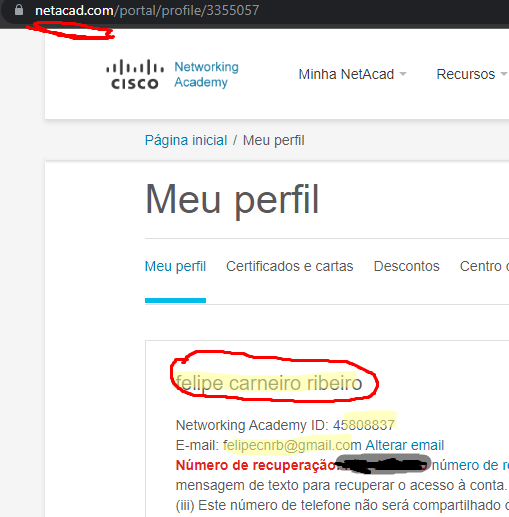 netacad.com/portal/profile/3355057
CISCO Networking Academy
Minha NetAcad Recursos
Página inicial / Meu perfil
Meu perfil
Meu perfil Certificados e cartas Descontos Centro
felipe carneiro ribeiro
Networking Academy ID: 45808837
E-mail: felipecnrb@gmail.com Alterar email
Número de recuperação número de r
mensagem de texto para recuperar o acesso à conta.
(iii) Este número de telefone não será compartilhado